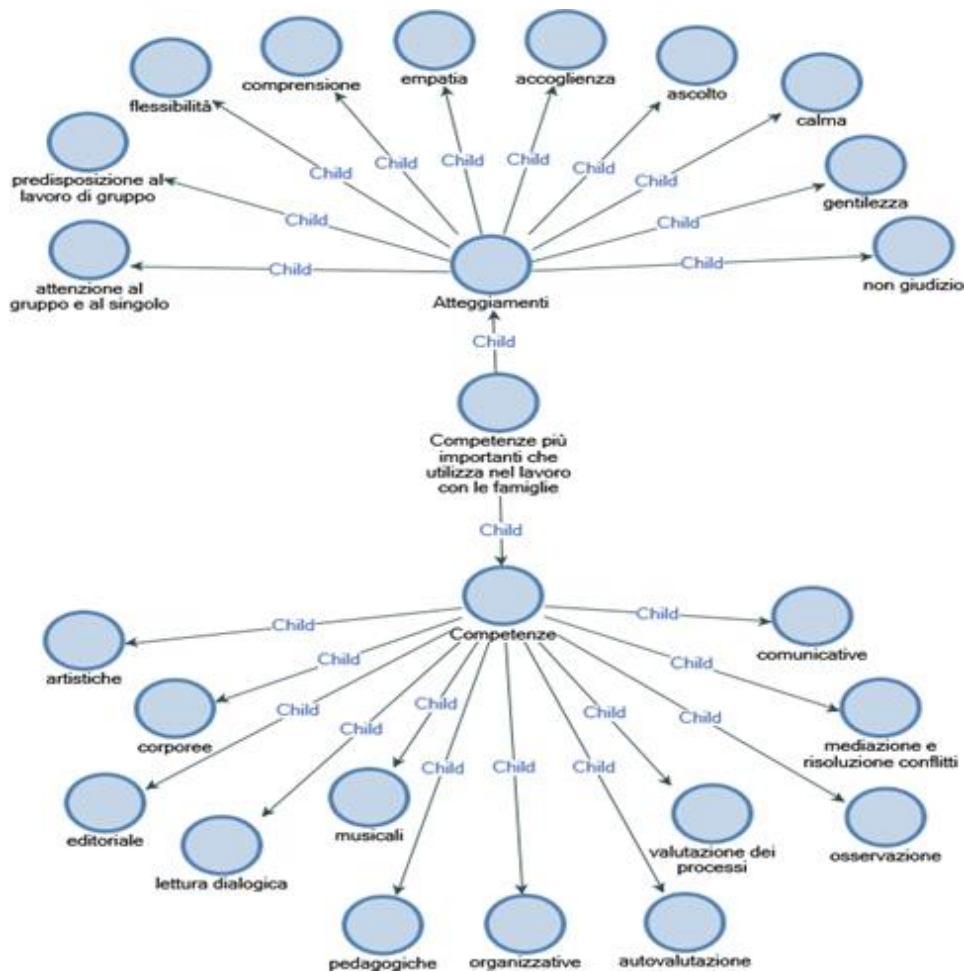 empatia
accoglienza
comprensione
ascolto
flessibilità
calma
Child
Child
Child
Child
Child
Child
predisposizione al
lavoro di gruppo
gentilezza
Child
Child
attenzione al
gruppo e al singolo
Child
Child
non giudizio
Atteggiamenti
Child
Competenze più
importanti che
utilizza nel lavoro
con le famiglie
Child
Child
Child
Competenze
comunicative
artistiche
Child
Child
Child
Child
Child
Child
Child
Child
Child
Child
corporee
mediazione e
risoluzione conflitti
editoriale
musicali
valutazione dei
processi
osservazione
lettura dialogica
pedagogiche
organizzative
autovalutazione